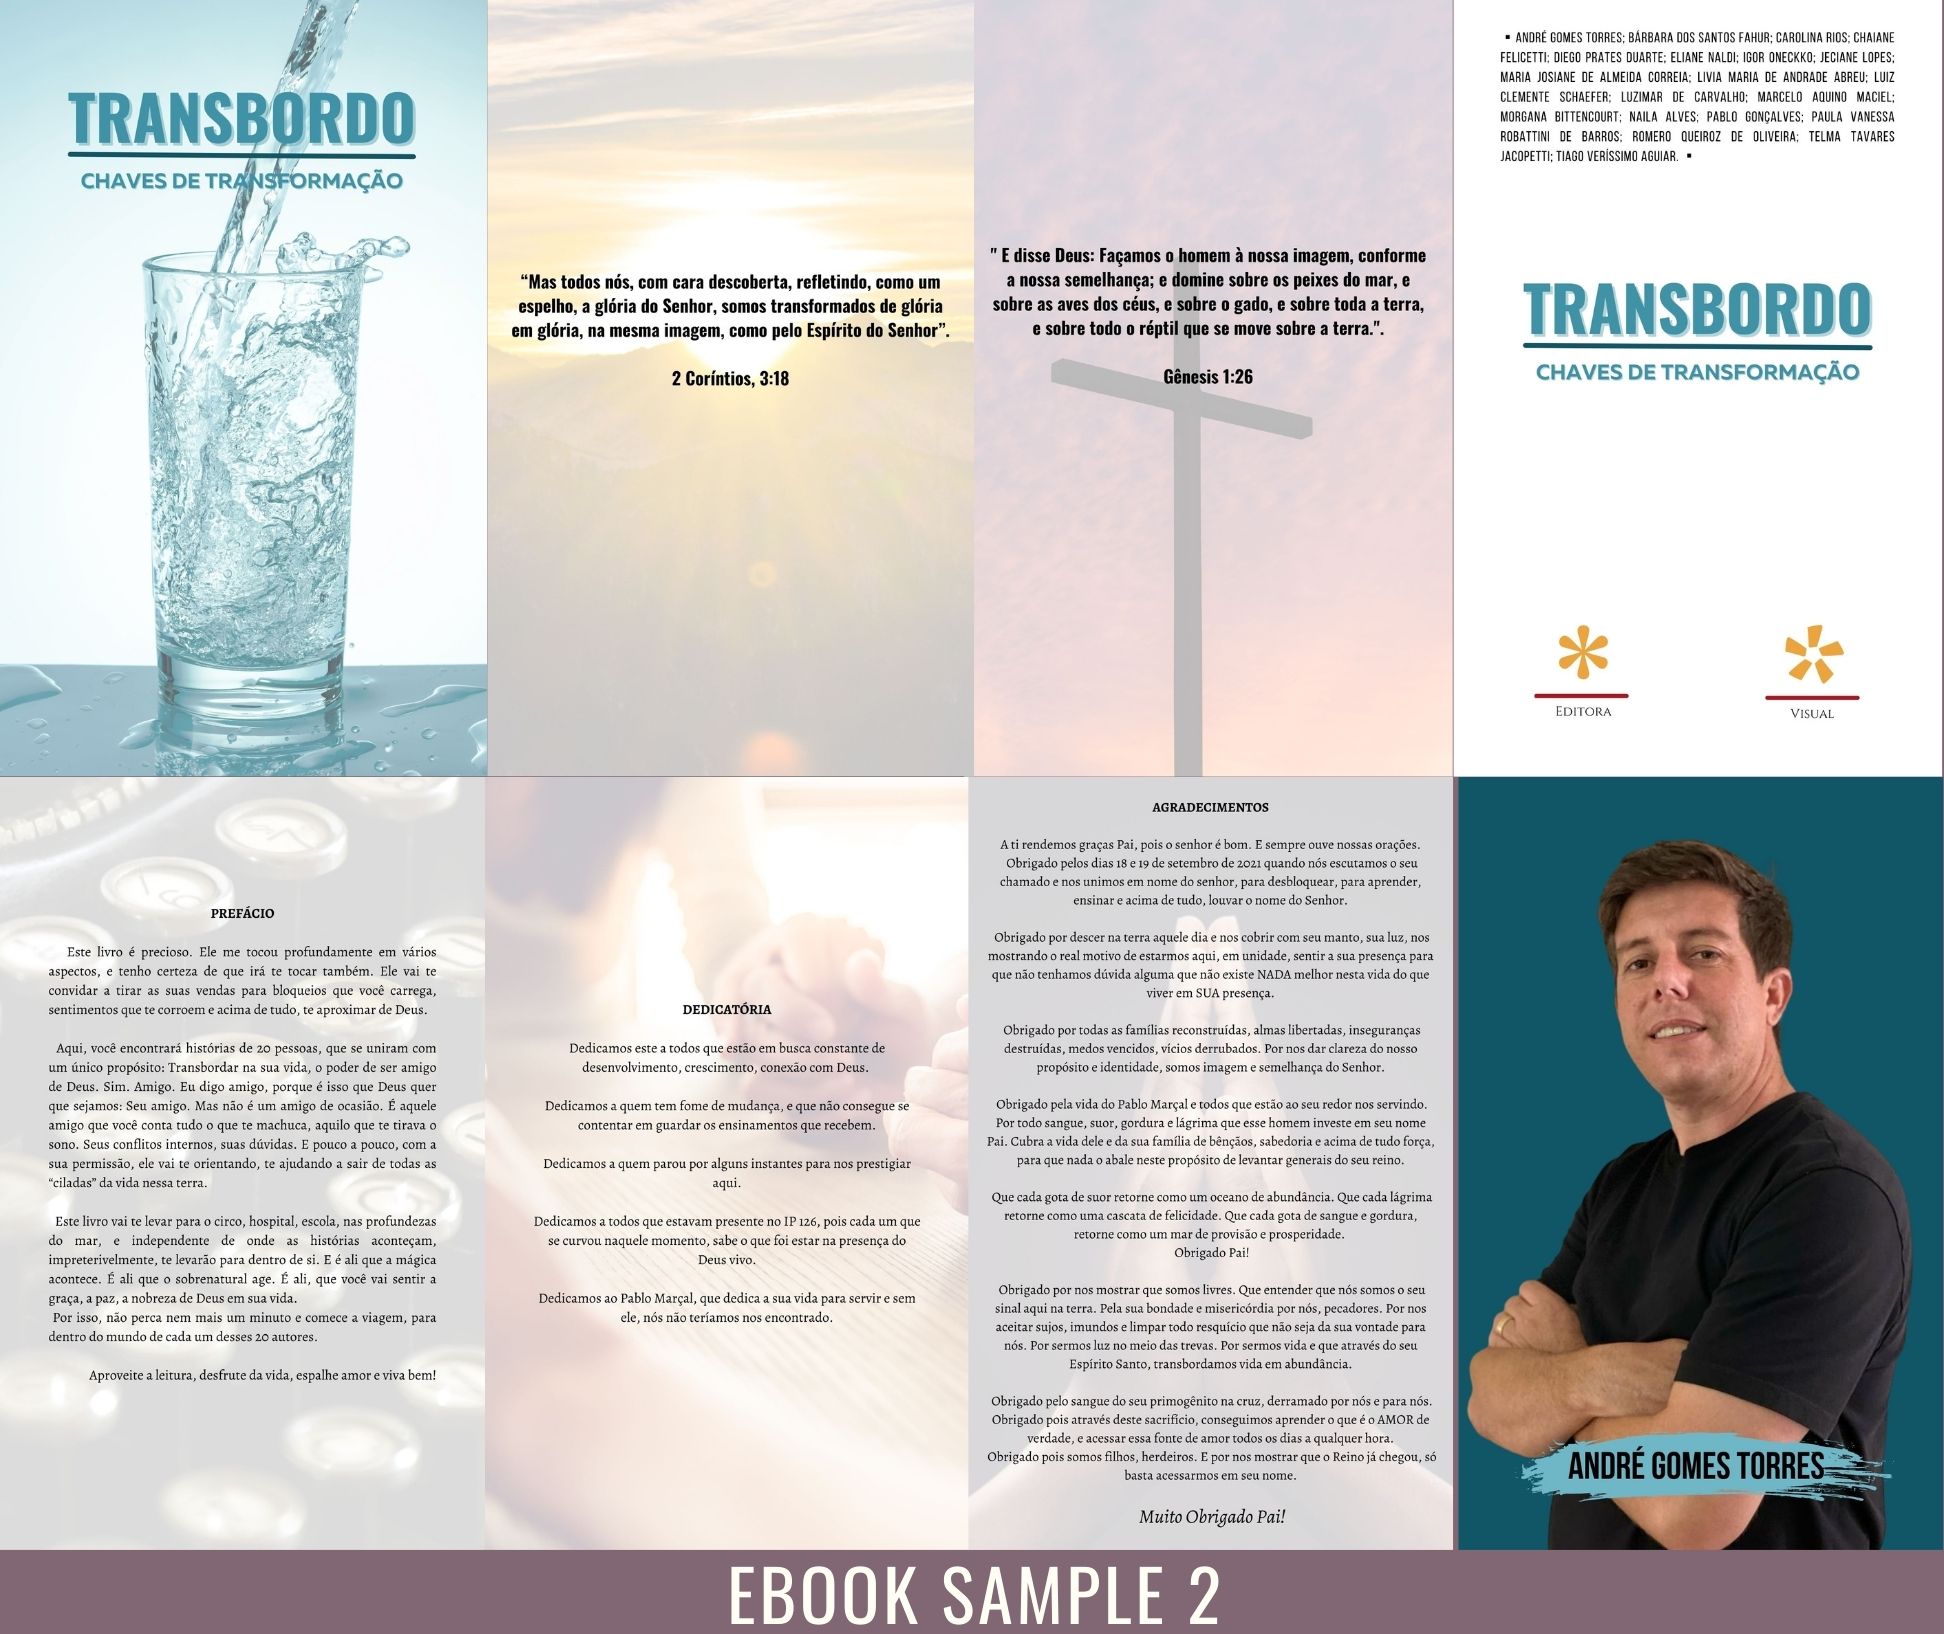 TRANSBORDO
CHAVES DE TRANSFORMAÇÃO
“Mas todos nós, com cara descoberta, refletindo, como um
espelho, a glória do Senhor, somos transformados de glória
em glória, na mesma imagem, como pelo Espírito do Senhor”.
2 Coríntios, 3:18
" E disse Deus: Façamos o homem à nossa imagem, conforme
a nossa semelhança; e domine sobre os peixes do mar, e
sobre as aves dos céus, e sobre o gado, e sobre toda a terra,
e sobre todo o réptil que se move sobre a terra.".
Gênesis 1:26
▪ ANDRÉ GOMES TORRES; BÁRBARA DOS SANTOS FAHUR; CAROLINA RIOS; CHAIANE
FELICETTI; DIEGO PRATES DUARTE; ELIANE NALDI; IGOR ONECKKO; JECIANE LOPES;
MARIA JOSIANE DE ALMEIDA CORREIA; LIVIA MARIA DE ANDRADE ABREU; LUIZ
CLEMENTE SCHAEFER; LUZIMAR DE CARVALHO; MARCELO AQUINO MACIEL;
MORGANA BITTENCOURT; NAILA ALVES; PABLO GONÇALVES; PAULA VANESSA
ROBATTINI DE BARROS; ROMERO QUEIROZ DE OLIVEIRA; TELMA TAVARES
JACOPETTI; TIAGO VERÍSSIMO AGUIAR. ▪
TRANSBORDO
CHAVES DE TRANSFORMAÇÃO
EDITORA
VISUAL
PREFÁCIO
Este livro é precioso. Ele me tocou profundamente em vários
aspectos, e tenho certeza de que irá te tocar também. Ele vai te
convidar a tirar as suas vendas para bloqueios que você carrega,
sentimentos que te corroem e acima de tudo, te aproximar de Deus.
Aqui, você encontrará histórias de 20 pessoas, que se uniram com
um único propósito: Transbordar na sua vida, o poder de ser amigo
de Deus. Sim. Amigo. Eu digo amigo, porque é isso que Deus quer
que sejamos: Seu amigo. Mas não é um amigo de ocasião. É aquele
amigo que você conta tudo o que te machuca, aquilo que te tirava o
sono. Seus conflitos internos, suas dúvidas. E pouco a pouco, com a
sua permissão, ele vai te orientando, te ajudando a sair de todas as
“ciladas” da vida nessa terra.
Este livro vai te levar para o circo, hospital, escola, nas profundezas
do mar, e independente de onde as histórias aconteçam,
impreterivelmente, te levarão para dentro de si. E é ali que a mágica
acontece. É ali que o sobrenatural age. É ali, que você vai sentir a
graça, a paz, a nobreza de Deus em sua vida.
Por isso, não perca nem mais um minuto e comece a viagem, para
dentro do mundo de cada um desses 20 autores.
Aproveite a leitura, desfrute da vida, espalhe amor e viva bem!
DEDICATÓRIA
Dedicamos este a todos que estão em busca constante de
desenvolvimento, crescimento, conexão com Deus.
Dedicamos a quem tem fome de mudança, e que não consegue se
contentar em guardar os ensinamentos que recebem.
Dedicamos a quem parou por alguns instantes para nos prestigiar
aqui.
Dedicamos a todos que estavam presente no IP 126, pois cada um que
se curvou naquele momento, sabe o que foi estar na presença do
Deus vivo.
Dedicamos ao Pablo Marçal, que dedica a sua vida para servir e sem
ele, nós não teríamos nos encontrado.
AGRADECIMENTOS
A ti rendemos graças Pai, pois o senhor é bom. E sempre ouve nossas orações.
Obrigado pelos dias 18 e 19 de setembro de 2021 quando nós escutamos o seu
chamado e nos unimos em nome do senhor, para desbloquear, para aprender,
ensinar e acima de tudo, louvar o nome do Senhor.
Obrigado por descer na terra aquele dia e nos cobrir com seu manto, sua luz, nos
mostrando o real motivo de estarmos aqui, em unidade, sentir a sua presença para
que não tenhamos dúvida alguma que não existe NADA melhor nesta vida do que
viver em SUA presença.
Obrigado por todas as famílias reconstruídas, almas libertadas, inseguranças
destruídas, medos vencidos, vícios derrubados. Por nos dar clareza do nosso
propósito e identidade, somos imagem e semelhança do Senhor.
Obrigado pela vida do Pablo Marçal e todos que estão ao seu redor nos servindo.
Por todo sangue, suor, gordura e lágrima que esse homem investe em seu nome
Pai. Cubra a vida dele e da sua família de bênçãos, sabedoria e acima de tudo força,
para que nada o abale neste propósito de levantar generais do seu reino.
Que cada gota de suor retorne como um oceano de abundância. Que cada lágrima
retorne como uma cascata de felicidade. Que cada gota de sangue e gordura,
retorne como um mar de provisão e prosperidade.
Obrigado Pai!
Obrigado por nos mostrar que somos livres. Que entender que nós somos o seu
sinal aqui na terra. Pela sua bondade e misericórdia por nós, pecadores. Por nos
aceitar sujos, imundos e limpar todo resquício que não seja da sua vontade para
nós. Por sermos luz no meio das trevas. Por sermos vida e que através do seu
Espírito Santo, transbordamos vida em abundância.
Obrigado pelo sangue do seu primogênito na cruz, derramado por nós e para nós.
Obrigado pois através deste sacrifício, conseguimos aprender o que é o AMOR de
verdade, e acessar essa fonte de amor todos os dias a qualquer hora.
Obrigado pois somos filhos, herdeiros. E por nos mostrar que o Reino já chegou, só
basta acessarmos em seu nome.
Muito Obrigado Pai!
ANDRÉ GOMES TORRES
EBOOK SAMPLE 2